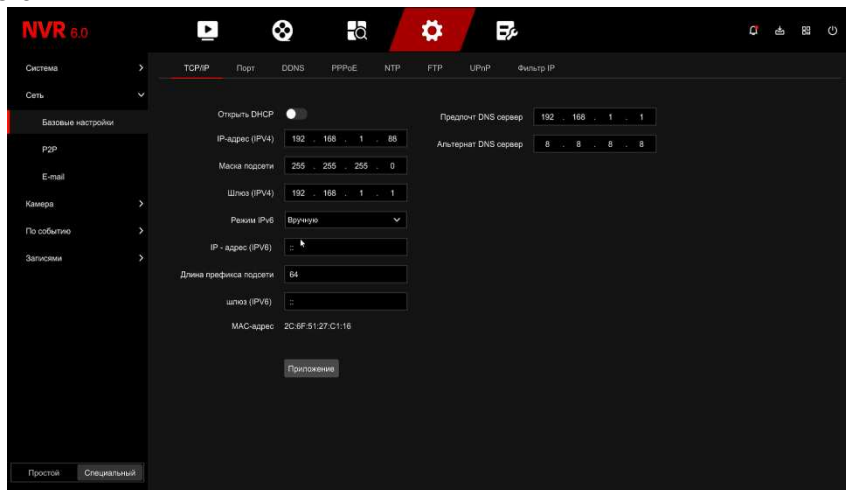 NVR 6.0
Система
Сеть
Базовые настройки
P2P
E-mail
Камера
По событию
Записями
Простой Специальный
TCP/IP Порт DDNS PPPoE NTP FTP UPnP Фильтр IP
Открыть DHCP
IP-адрес (IPV4) 192 . 168 . 1 . 88
Маска подсети 255 . 255 . 255 . 0
Шлюз (IPV4) 192 . 168 . 1 . 1
Режим IPv6 Вручную
IP - адрес (IPV6) ::
Длина префикса подсети 64
шлюз (IPV6) ::
MAC-адрес 2C:6F:51:27:C1:16
Приложение
Предпочт DNS сервер 192 . 168 . 1 . 1
Альтернат DNS сервер 8 . 8 . 8 . 8